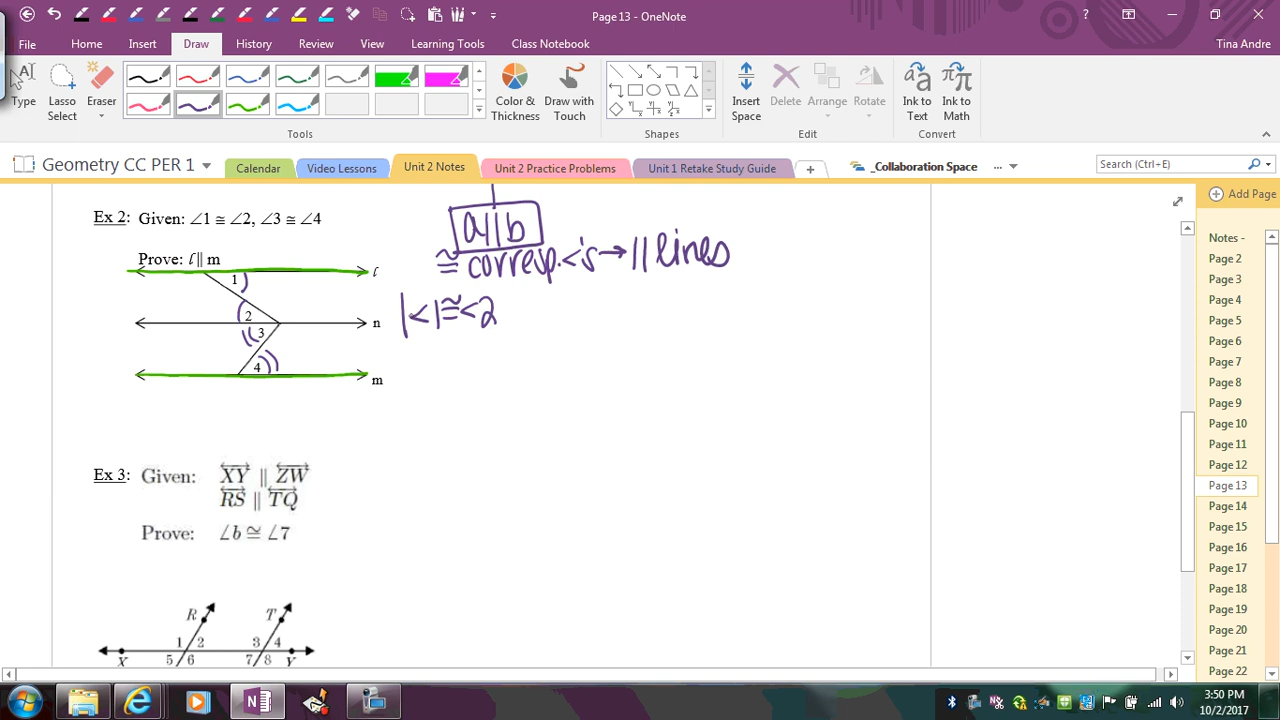 Page 13 - OneNote
?
File
Home
Insert
Draw
History
Review
View
Learning Tools
Class Notebook
Tina Andre
Type
Lasso Select
Eraser
Color & Thickness
Draw with Touch
Insert Space
Delete
Arrange
Rotate
Ink to Text
Ink to Math
Tools
Shapes
Edit
Convert
Geometry CC PER 1
Calendar
Video Lessons
Unit 2 Notes
Unit 2 Practice Problems
Unit 1 Retake Study Guide
+
_Collaboration Space
...
Search (Ctrl+E)
Add Page
Ex 2: Given: ∠1 ≅ ∠2, ∠3 ≅ ∠4
a||b
Prove: ℓ || m
≅ corresp. <'s → || lines
1
ℓ
2
3
n
4
m
|<1≅<2
Ex 3: Given: XY || ZW
RS || TQ
Prove: ∠b ≅ ∠7
R
T
1 2 3 4
X 5 6 7 8 Y
Notes -
Page 2
Page 3
Page 4
Page 5
Page 6
Page 7
Page 8
Page 9
Page 10
Page 11
Page 12
Page 13
Page 14
Page 15
Page 16
Page 17
Page 18
Page 19
Page 20
Page 21
Page 22
3:50 PM
10/2/2017